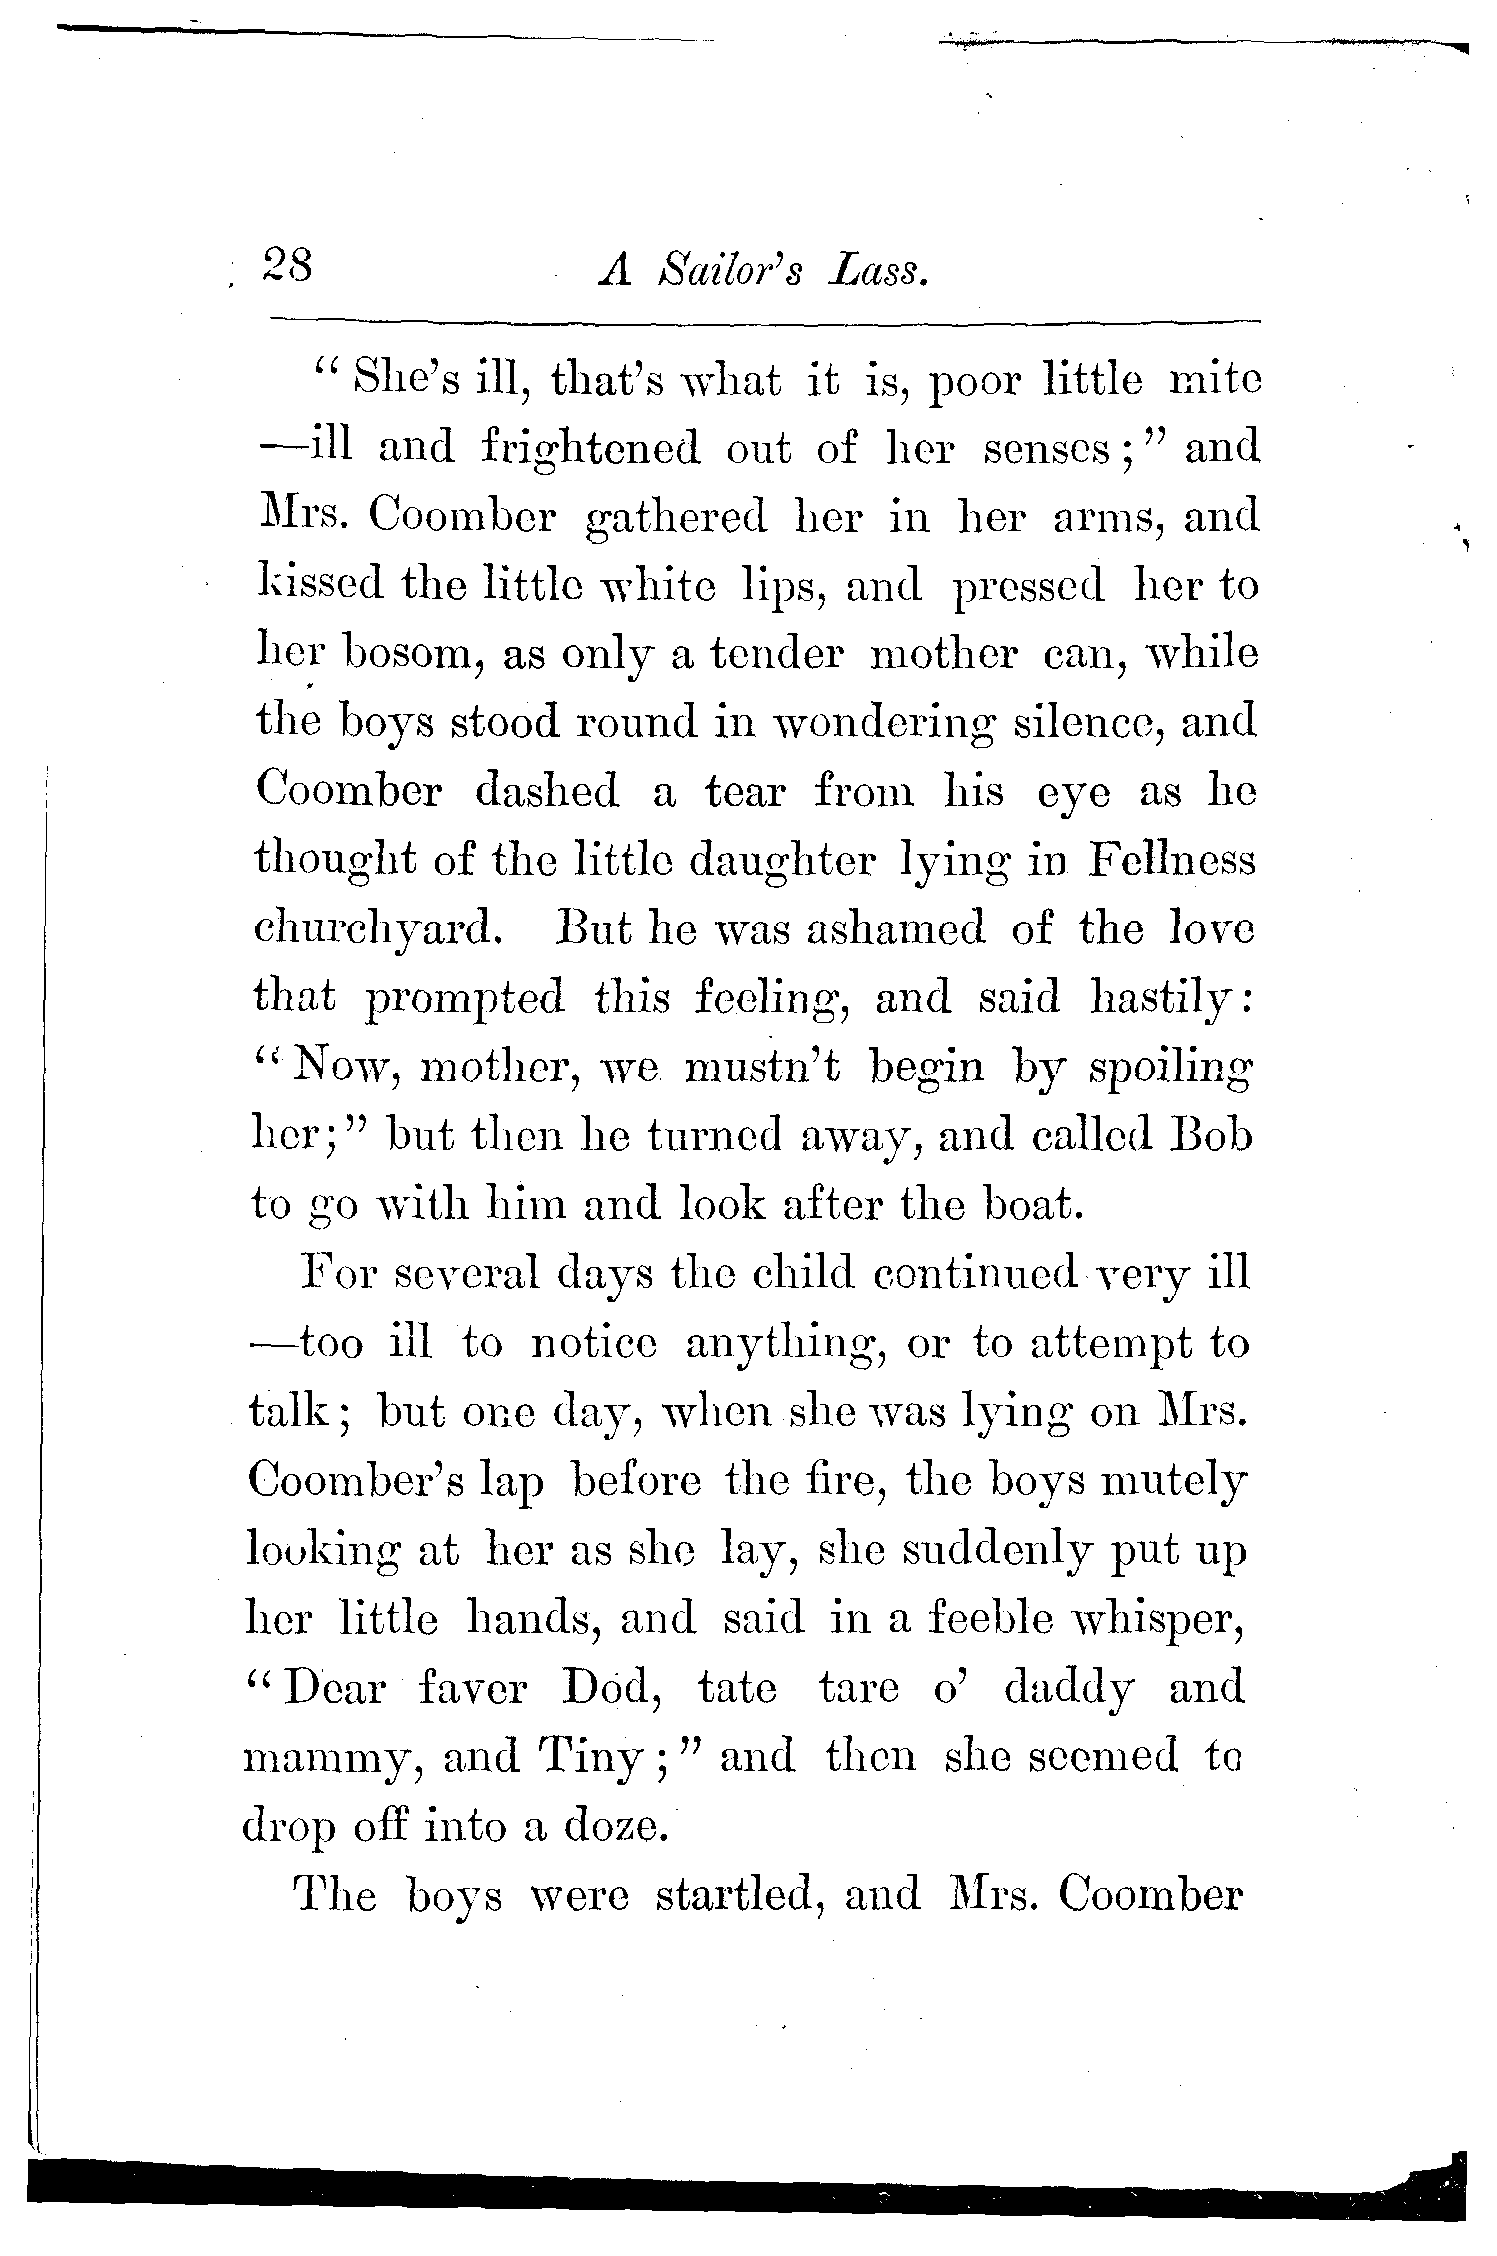 28 A Sailor's Lass.
"She's ill, that's what it is, poor little mite
—ill and frightened out of her senses;" and
Mrs. Coomber gathered her in her arms, and
kissed the little white lips, and pressed her to
her bosom, as only a tender mother can, while
the boys stood round in wondering silence, and
Coomber dashed a tear from his eye as he
thought of the little daughter lying in Fellness
churchyard. But he was ashamed of the love
that prompted this feeling, and said hastily:
"Now, mother, we mustn't begin by spoiling
her;" but then he turned away, and called Bob
to go with him and look after the boat.
For several days the child continued very ill
—too ill to notice anything, or to attempt to
talk; but one day, when she was lying on Mrs.
Coomber's lap before the fire, the boys mutely
looking at her as she lay, she suddenly put up
her little hands, and said in a feeble whisper,
"Dear faver Dod, tate tare o' daddy and
mammy, and Tiny;" and then she seemed to
drop off into a doze.
The boys were startled, and Mrs. Coomber